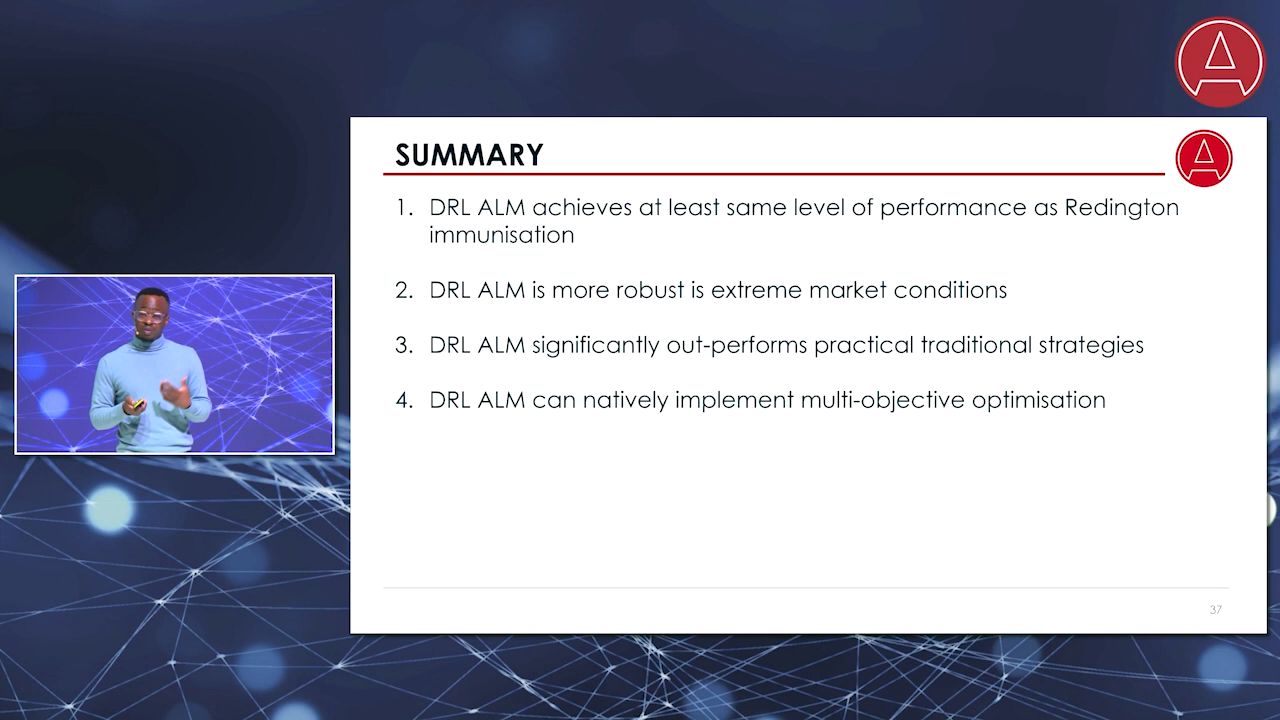 SUMMARY
1. DRL ALM achieves at least same level of performance as Redington
immunisation
2. DRL ALM is more robust is extreme market conditions
3. DRL ALM significantly out-performs practical traditional strategies
4. DRL ALM can natively implement multi-objective optimisation
37